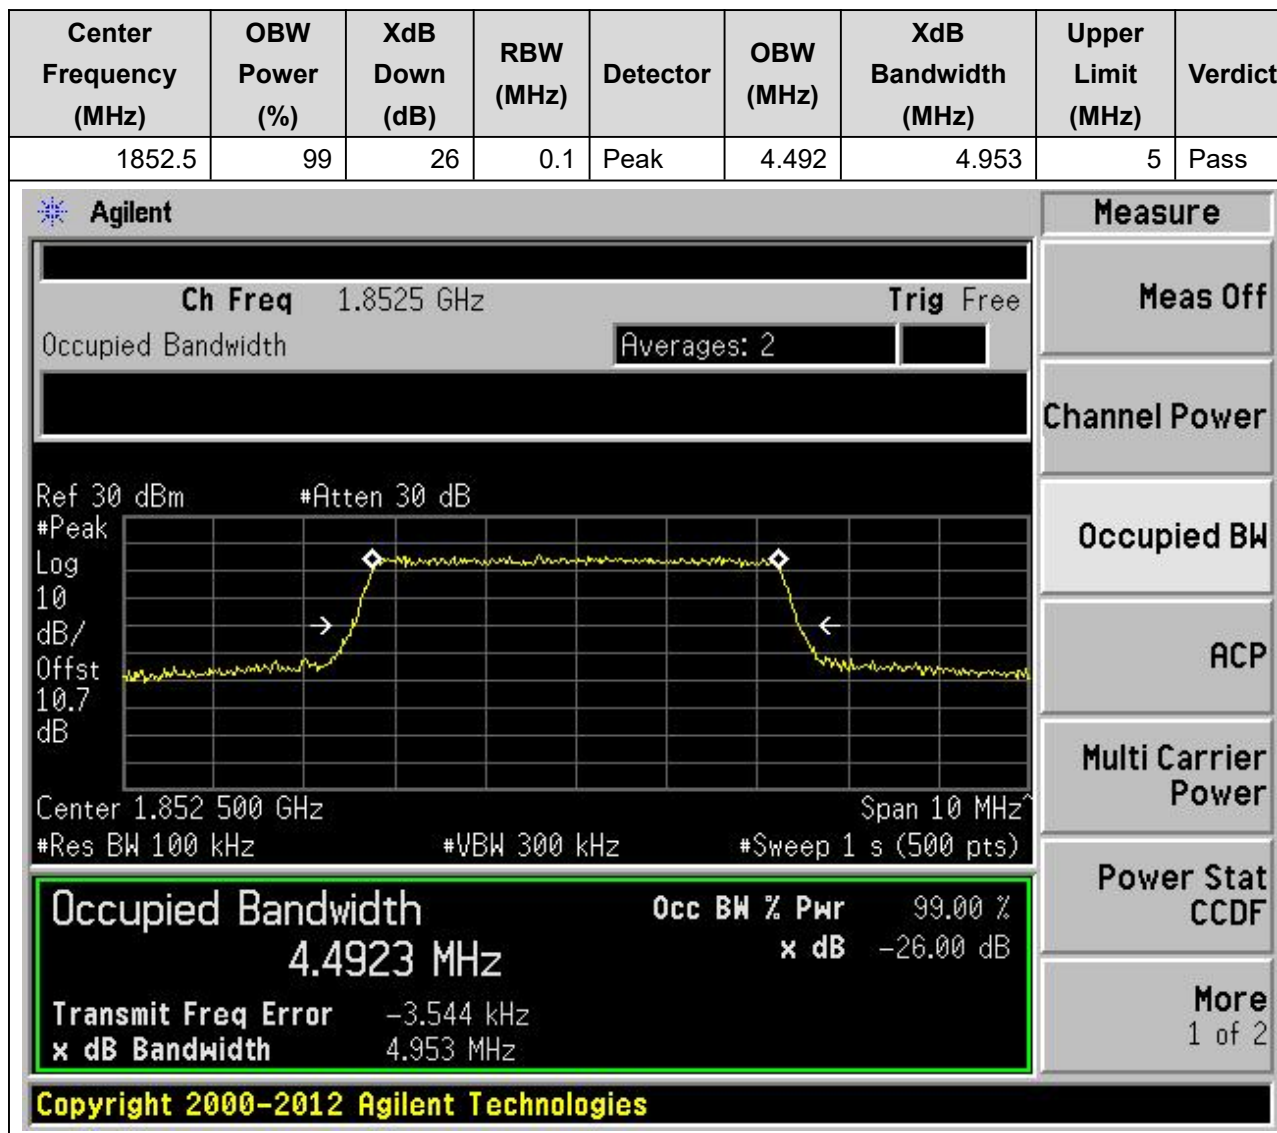 Center Frequency (MHz) OBW Power (%) XdB Down (dB) RBW (MHz) Detector OBW (MHz) XdB Bandwidth (MHz) Upper Limit (MHz) Verdict
1852.5 99 26 0.1 Peak 4.492 4.953 5 Pass
Agilent
Measure
Ch Freq 1.8525 GHz Trig Free
Meas Off
Occupied Bandwidth Averages: 2
Channel Power
Ref 30 dBm #Atten 30 dB
#Peak
Log
10
dB/
Offst
10.7
dB
Occupied BW
ACP
Multi Carrier
Power
Center 1.852 500 GHz Span 10 MHz^
#Res BW 100 kHz #VBW 300 kHz #Sweep 1 s (500 pts)
Power Stat
CCDF
Occupied Bandwidth Occ BW % Pwr 99.00 %
4.4923 MHz x dB -26.00 dB
Transmit Freq Error -3.544 kHz
x dB Bandwidth 4.953 MHz
More
1 of 2
Copyright 2000-2012 Agilent Technologies